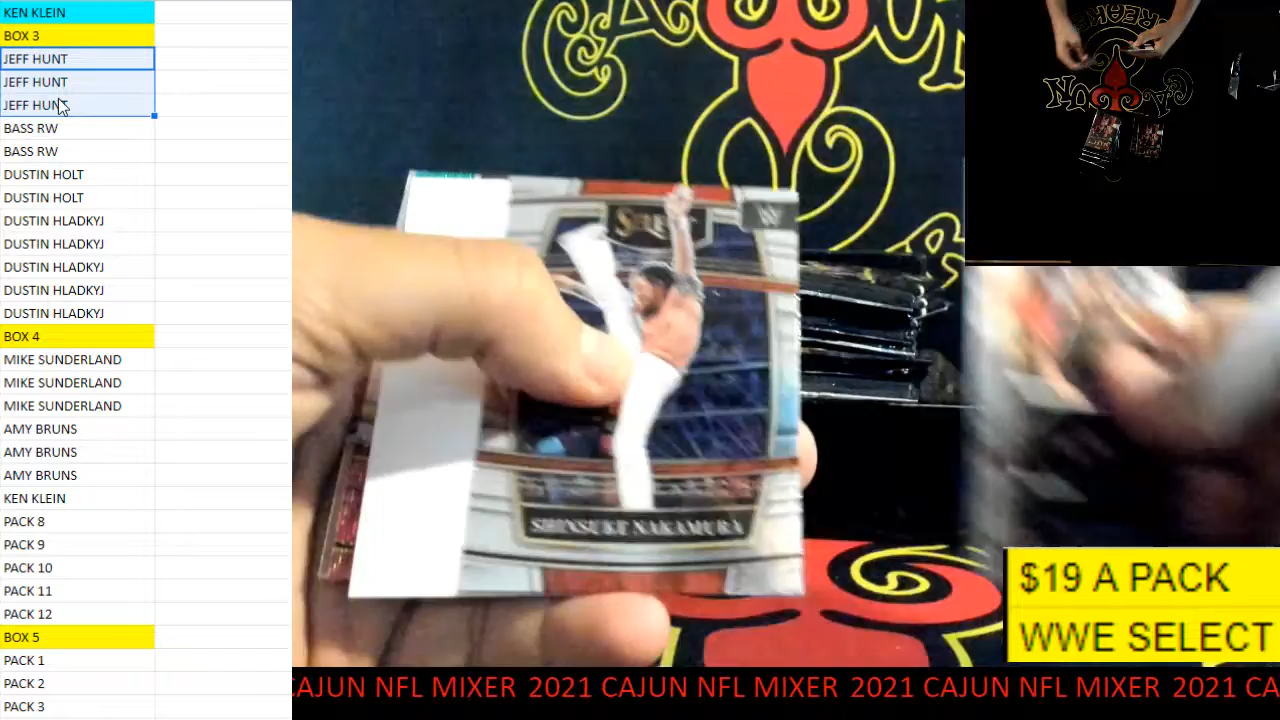 KEN KLEIN
BOX 3
JEFF HUNT
JEFF HUNT
JEFF HUNT
BASS RW
BASS RW
DUSTIN HOLT
DUSTIN HOLT
DUSTIN HLADKYJ
DUSTIN HLADKYJ
DUSTIN HLADKYJ
DUSTIN HLADKYJ
DUSTIN HLADKYJ
BOX 4
MIKE SUNDERLAND
MIKE SUNDERLAND
MIKE SUNDERLAND
AMY BRUNS
AMY BRUNS
AMY BRUNS
KEN KLEIN
PACK 8
PACK 9
PACK 10
PACK 11
PACK 12
BOX 5
PACK 1
PACK 2
PACK 3
SELECT
SHINSUKE NAKAMURA
$19 A PACK
WWE SELECT
CAJUN NFL MIXER 2021 CAJUN NFL MIXER 2021 CAJUN NFL MIXER 2021 CA